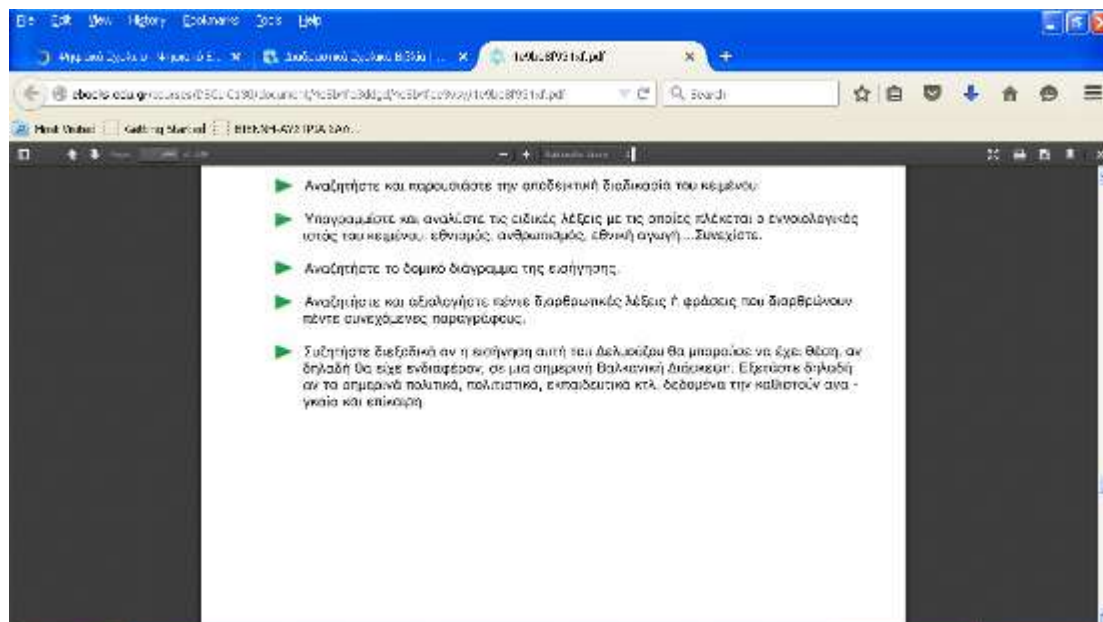 File Edit View History Bookmarks Tools Help
1e9bc8f931xf.pdf
Search
Most Visited Getting Started ΒΙΕΝΝΗ-ΑΥΣΤΡΙΑ
Αναζητήστε και παρουσιάστε την αποδεικτική διαδικασία του κειμένου.
Υπογραμμίστε και αναλύστε τις ειδικές λέξεις με τις οποίες πλέκεται ο εννοιολογικός
ιστός του κειμένου: εθνισμός, ανθρωπισμός, εθνική αγωγή... Συνεχίστε.
Αναζητήστε το δομικό διάγραμμα της εισήγησης.
Αναζητήστε και αξιολογήστε πέντε διαρθρωτικές λέξεις ή φράσεις που διαρθρώνουν
πέντε συνεχόμενες παραγράφους.
Συζητήστε διεξοδικά αν η εισήγηση αυτή του Δελμούζου θα μπορούσε να έχει θέση, αν
δηλαδή θα είχε ενδιαφέρον, σε μια σημερινή Βαλκανική Διάσκεψη. Εξετάστε δηλαδή
αν τα σημερινά πολιτικά, πολιτιστικά, εκπαιδευτικά κτλ. δεδομένα την καθιστούν ανα -
γκαία και επίκαιρη.